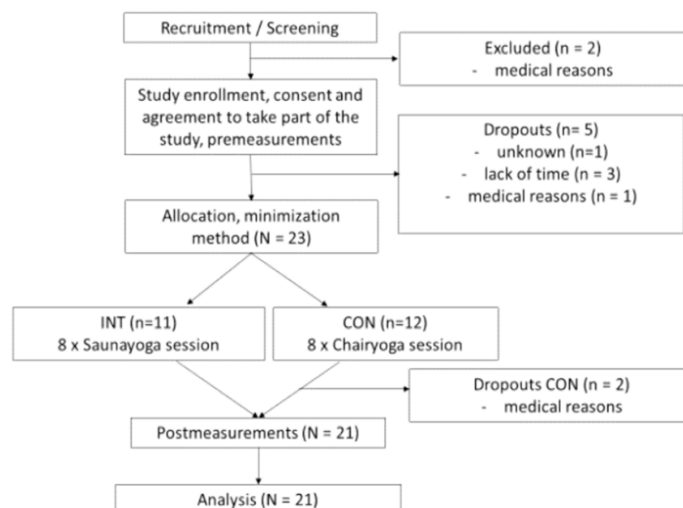 Recruitment / Screening
Excluded (n = 2)
- medical reasons
Study enrollment, consent and
agreement to take part of the
study, premeasurements
Dropouts (n= 5)
- unknown (n=1)
- lack of time (n = 3)
- medical reasons (n = 1)
Allocation, minimization
method (N = 23)
INT (n=11)
8 x Saunayoga session
CON (n=12)
8 x Chairyoga session
Dropouts CON (n = 2)
- medical reasons
Postmeasurements (N = 21)
Analysis (N = 21)